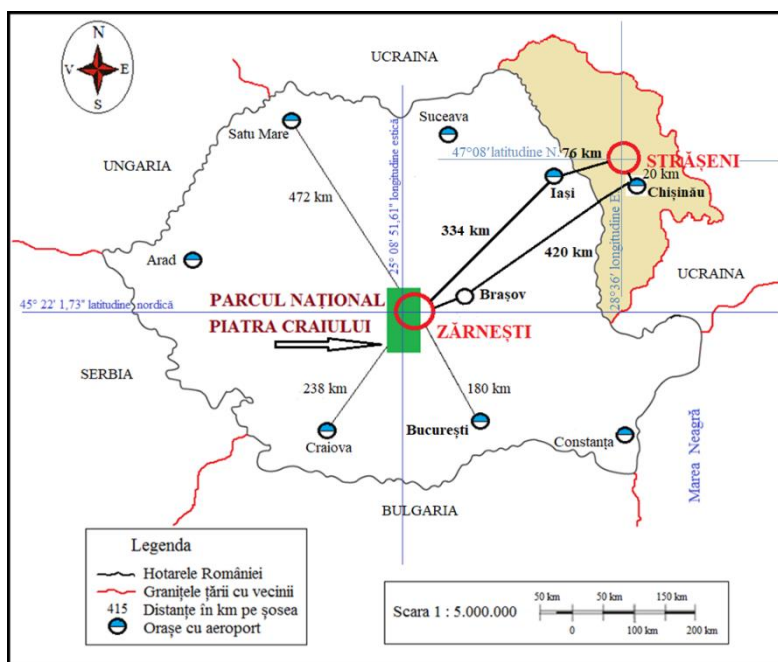 N
V E
S
UCRAINA
Satu Mare
Suceava
47°08′latitudine N.
76 km
STRĂȘENI
20 km
Iași
Chișinău
UNGARIA
472 km
25° 08′ 51,61" longitudine estică
334 km
420 km
28°36′ longitudine E
Arad
UCRAINA
45° 22′ 1,73" latitudine nordică
PARCUL NAȚIONAL
PIATRA CRAIULUI
Brașov
ZĂRNEȘTI
SERBIA
238 km
180 km
Craiova
București
Constanța
Marea Neagră
BULGARIA
Legenda
Hotarele României
Granițele țării cu vecinii
415 Distanțe în km pe șosea
Orașe cu aeroport
Scara 1 : 5.000.000
50 km 50 km 150 km
0 100 km 200 km